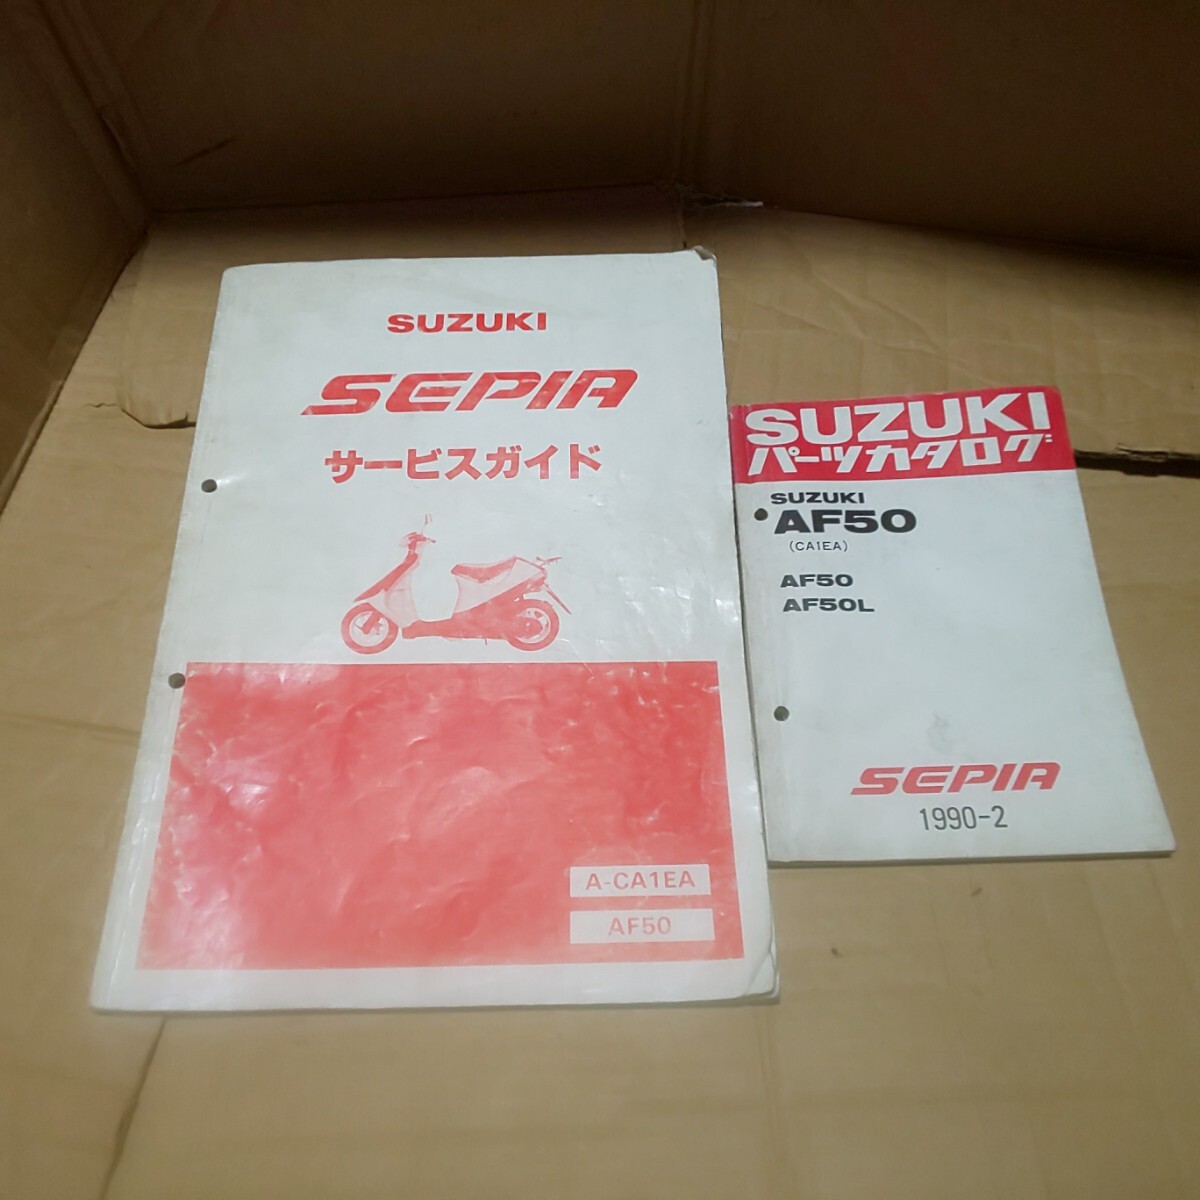 SUZUKI
SEPIA
サービスガイド
A-CA1EA
AF50
SUZUKI
パーツカタログ
SUZUKI
AF50
(CA1EA)
AF50
AF50L
SEPIA
1990-2